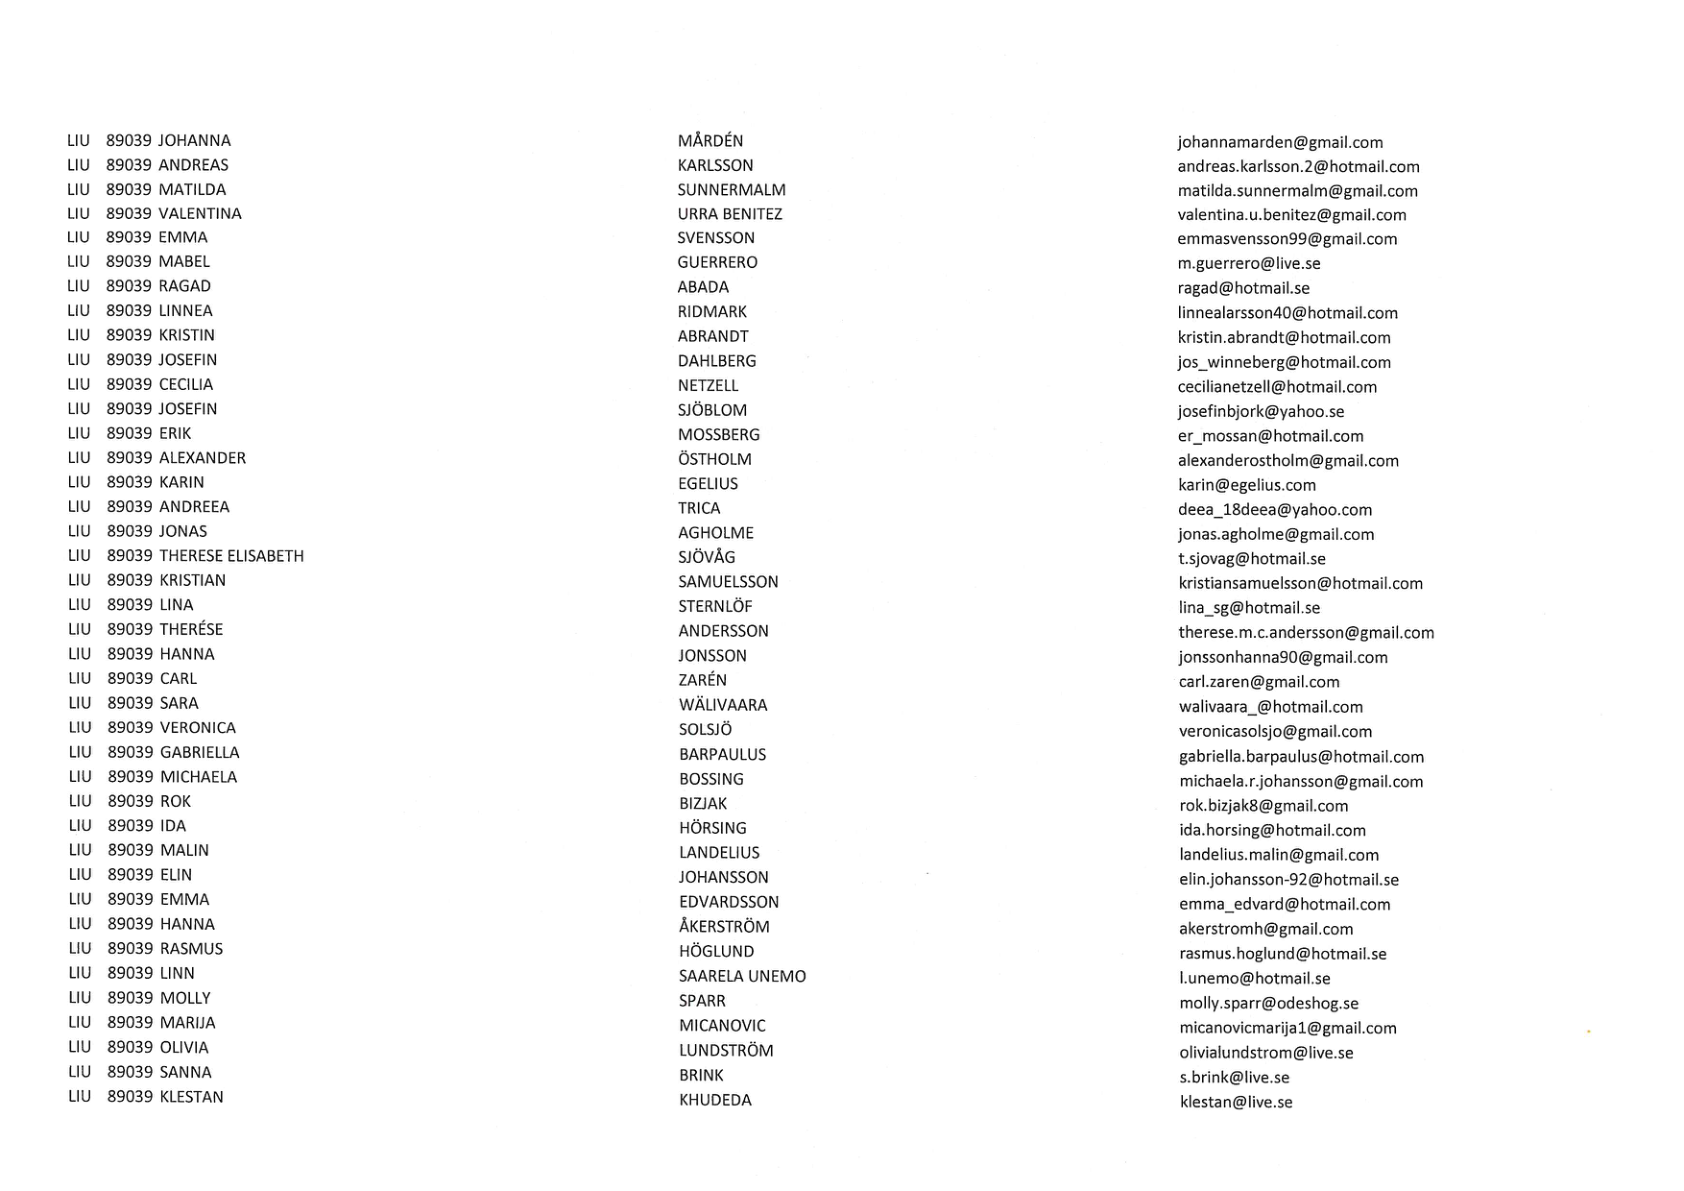 LIU 89039 JOHANNA MÅRDÉN johannamarden@gmail.com
LIU 89039 ANDREAS KARLSSON andreas.karlsson.2@hotmail.com
LIU 89039 MATILDA SUNNERMALM matilda.sunnermalm@gmail.com
LIU 89039 VALENTINA URRA BENITEZ valentina.u.benitez@gmail.com
LIU 89039 EMMA SVENSSON emmasvensson99@gmail.com
LIU 89039 MABEL GUERRERO m.guerrero@live.se
LIU 89039 RAGAD ABADA ragad@hotmail.se
LIU 89039 LINNEA RIDMARK linnealarsson40@hotmail.com
LIU 89039 KRISTIN ABRANDT kristin.abrandt@hotmail.com
LIU 89039 JOSEFIN DAHLBERG jos_winneberg@hotmail.com
LIU 89039 CECILIA NETZELL cecilianetzell@hotmail.com
LIU 89039 JOSEFIN SJÖBLOM josefinbjork@yahoo.se
LIU 89039 ERIK MOSSBERG er_mossan@hotmail.com
LIU 89039 ALEXANDER ÖSTHOLM alexanderostholm@gmail.com
LIU 89039 KARIN EGELIUS karin@egelius.com
LIU 89039 ANDREEA TRICA deea_18deea@yahoo.com
LIU 89039 JONAS AGHOLME jonas.agholme@gmail.com
LIU 89039 THERESE ELISABETH SJÖVÅG t.sjovag@hotmail.se
LIU 89039 KRISTIAN SAMUELSSON kristiansamuelsson@hotmail.com
LIU 89039 LINA STERNLÖF lina_sg@hotmail.se
LIU 89039 THERÉSE ANDERSSON therese.m.c.andersson@gmail.com
LIU 89039 HANNA JONSSON jonssonhanna90@gmail.com
LIU 89039 CARL ZARÉN carl.zaren@gmail.com
LIU 89039 SARA WÄLIVAARA walivaara_@hotmail.com
LIU 89039 VERONICA SOLSJÖ veronicasolsjo@gmail.com
LIU 89039 GABRIELLA BARPAULUS gabriella.barpaulus@hotmail.com
LIU 89039 MICHAELA BOSSING michaela.r.johansson@gmail.com
LIU 89039 ROK BIZJAK rok.bizjak8@gmail.com
LIU 89039 IDA HÖRSING ida.horsing@hotmail.com
LIU 89039 MALIN LANDELIUS landelius.malin@gmail.com
LIU 89039 ELIN JOHANSSON elin.johansson-92@hotmail.se
LIU 89039 EMMA EDVARDSSON emma_edvard@hotmail.com
LIU 89039 HANNA ÅKERSTRÖM akerstromh@gmail.com
LIU 89039 RASMUS HÖGLUND rasmus.hoglund@hotmail.se
LIU 89039 LINN SAARELA UNEMO l.unemo@hotmail.se
LIU 89039 MOLLY SPARR molly.sparr@odeshog.se
LIU 89039 MARIJA MICANOVIC micanovicmarija1@gmail.com
LIU 89039 OLIVIA LUNDSTRÖM olivialundstrom@live.se
LIU 89039 SANNA BRINK s.brink@live.se
LIU 89039 KLESTAN KHUDEDA klestan@live.se